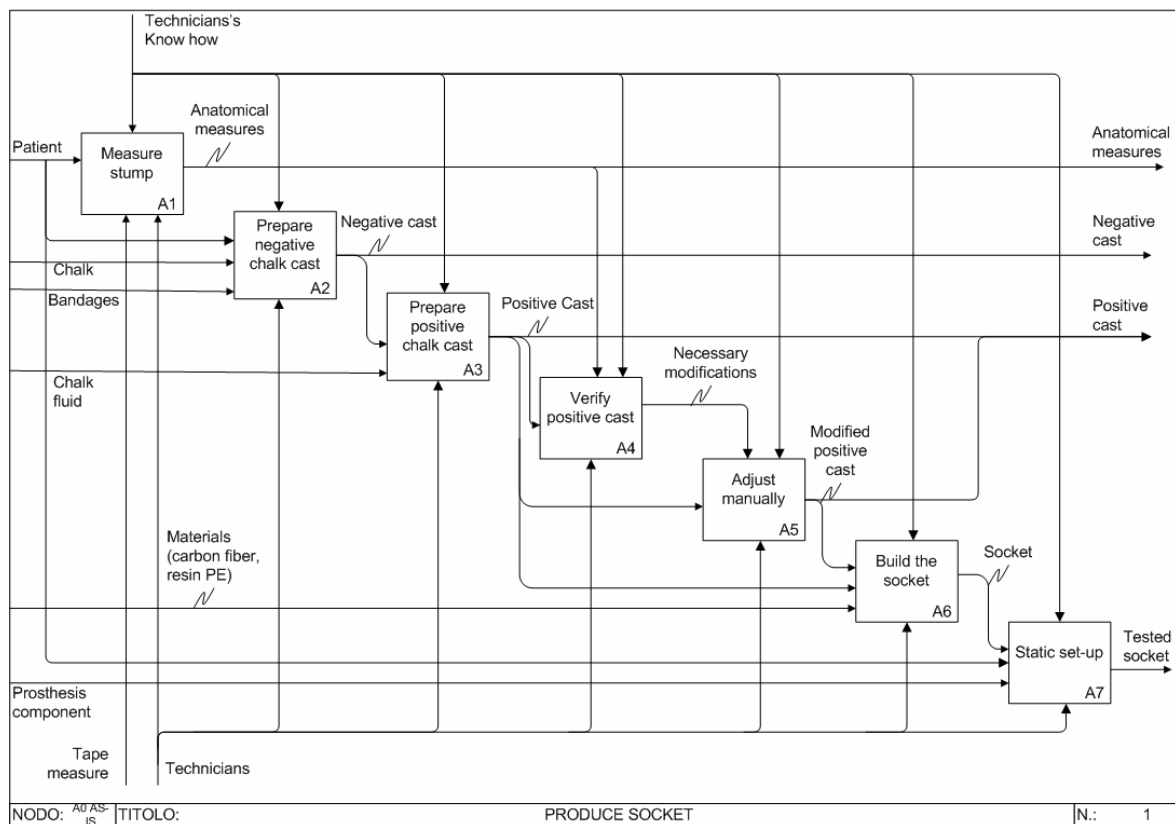 Technicians's
Know how
Anatomical
measures
Anatomical
measures
Patient
Measure
stump
A1
Negative cast
Negative
cast
Prepare
negative
chalk cast
A2
Chalk
Bandages
Positive Cast
Positive
cast
Prepare
positive
chalk cast
A3
Necessary
modifications
Chalk
fluid
Verify
positive cast
A4
Modified
positive
cast
Adjust
manually
A5
Materials
(carbon fiber,
resin PE)
Build the
socket
A6
Socket
Static set-up
A7
Tested
socket
Prosthesis
component
Tape
measure
Technicians
NODO: A0 AS-
IS
TITOLO:
PRODUCE SOCKET
N.: 1